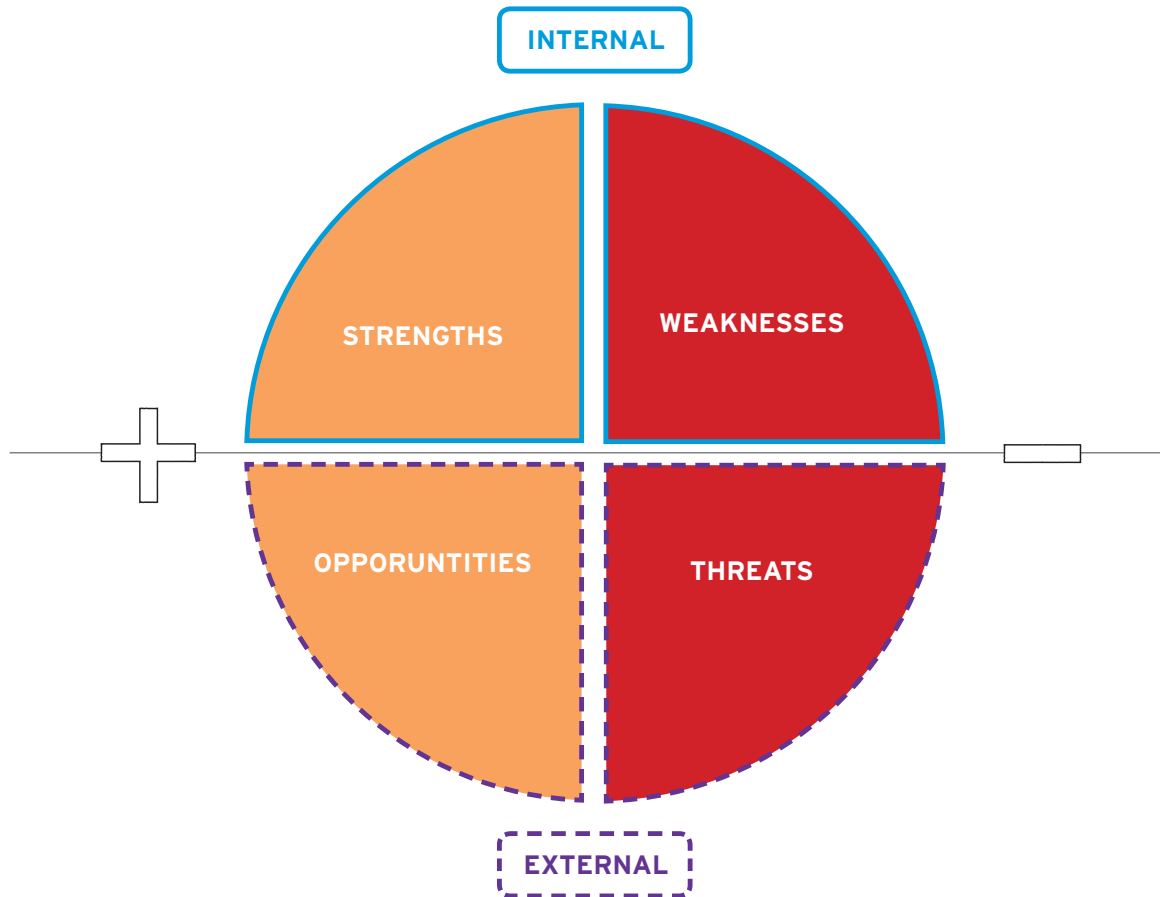 INTERNAL
STRENGTHS
WEAKNESSES
OPPORUNTITIES
THREATS
EXTERNAL